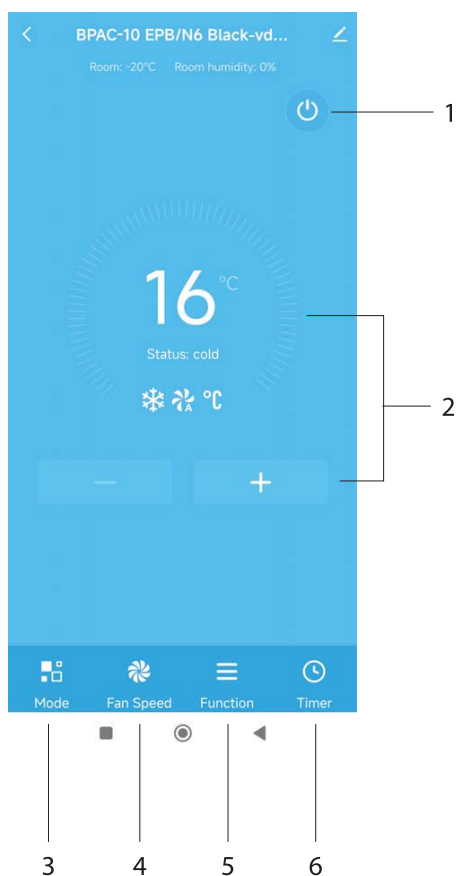 BPAC-10 EPB/N6 Black-vd...
Room: -20°C Room humidity: 0%
1
16 °C
Status: cold
A °C
2
− +
Mode Fan Speed Function Timer
3 4 5 6